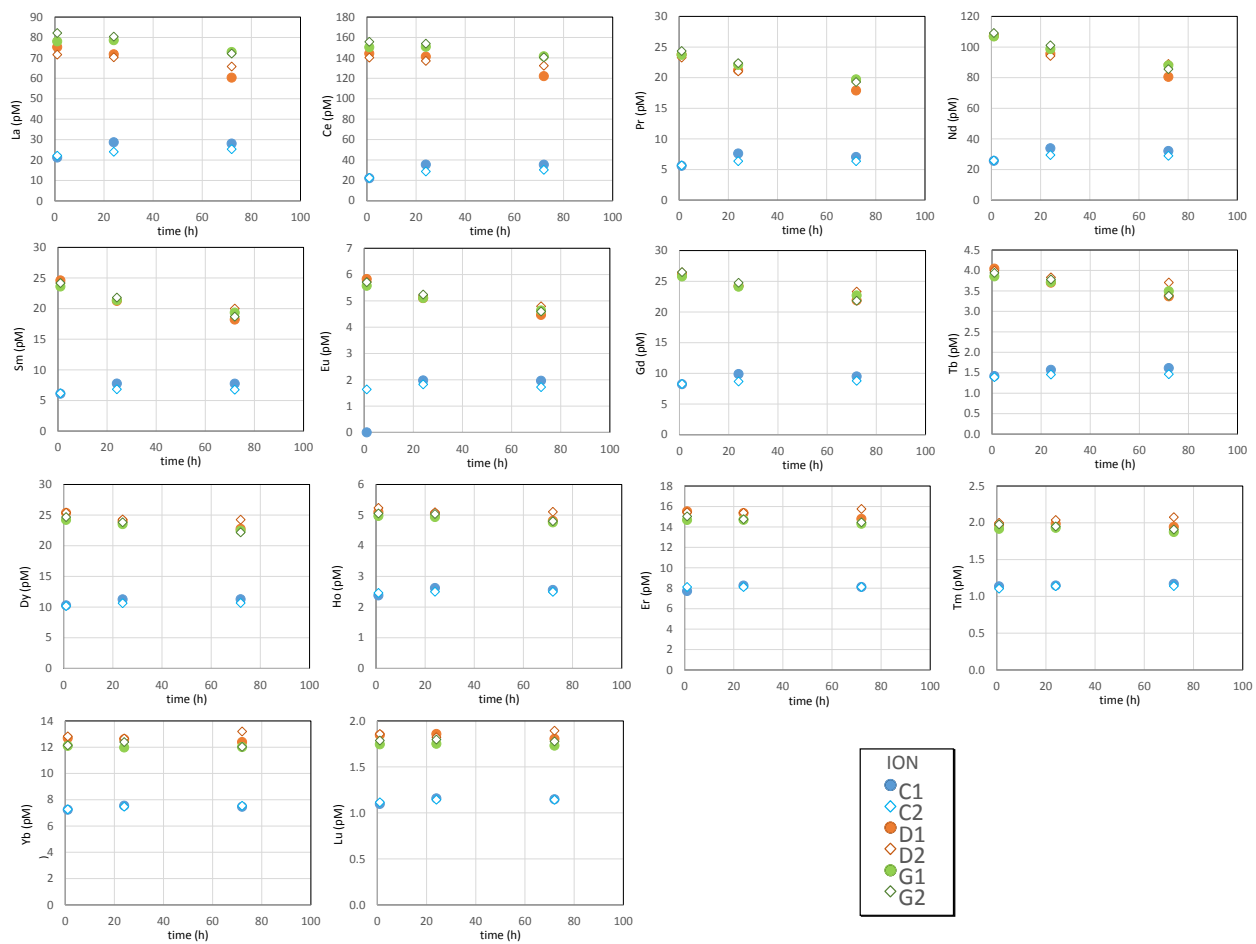 90
80
70
60
50
40
30
20
10
0
La (pM)
0 20 40 60 80 100
time (h)
180
160
140
120
100
80
60
40
20
0
Ce (pM)
0 20 40 60 80 100
time (h)
30
25
20
15
10
5
0
Pr (pM)
0 20 40 60 80 100
time (h)
120
100
80
60
40
20
0
Nd (pM)
0 20 40 60 80 100
time (h)
30
25
20
15
10
5
0
Sm (pM)
0 20 40 60 80 100
time (h)
7
6
5
4
3
2
1
0
Eu (pM)
0 20 40 60 80 100
time (h)
30
25
20
15
10
5
0
Gd (pM)
0 20 40 60 80 100
time (h)
4.5
4.0
3.5
3.0
2.5
2.0
1.5
1.0
0.5
0.0
Tb (pM)
0 20 40 60 80 100
time (h)
30
25
20
15
10
5
0
Dy (pM)
0 20 40 60 80 100
time (h)
6
5
4
3
2
1
0
Ho (pM)
0 20 40 60 80 100
time (h)
18
16
14
12
10
8
6
4
2
0
Er (pM)
0 20 40 60 80 100
time (h)
2.5
2.0
1.5
1.0
0.5
0.0
Tm (pM)
0 20 40 60 80 100
time (h)
14
12
10
8
6
4
2
0
Yb (pM)
)
0 20 40 60 80 100
time (h)
2.0
1.5
1.0
0.5
0.0
Lu (pM)
0 20 40 60 80 100
time (h)
ION
C1
C2
D1
D2
G1
G2